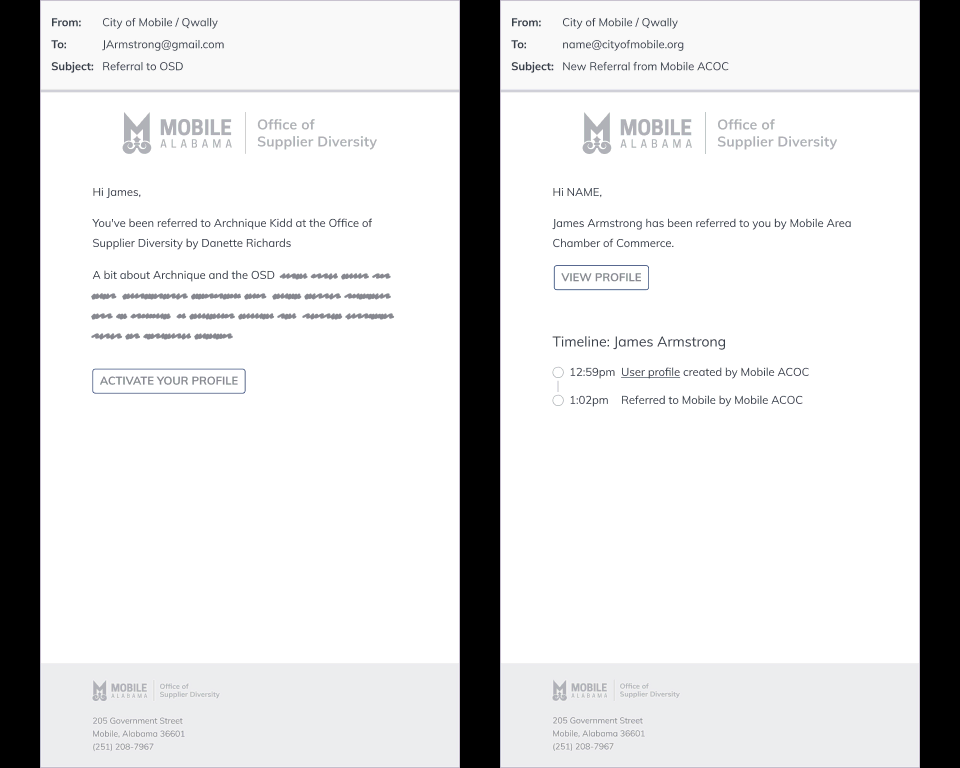 From: City of Mobile / Qwally
To: JArmstrong@gmail.com
Subject: Referral to OSD
MOBILE
ALABAMA
Office of
Supplier Diversity
Hi James,
You've been referred to Archnique Kidd at the Office of
Supplier Diversity by Danette Richards
A bit about Archnique and the OSD
ACTIVATE YOUR PROFILE
MOBILE
ALABAMA
Office of
Supplier Diversity
205 Government Street
Mobile, Alabama 36601
(251) 208-7967
From: City of Mobile / Qwally
To: name@cityofmobile.org
Subject: New Referral from Mobile ACOC
MOBILE
ALABAMA
Office of
Supplier Diversity
Hi NAME,
James Armstrong has been referred to you by Mobile Area
Chamber of Commerce.
VIEW PROFILE
Timeline: James Armstrong
12:59pm User profile created by Mobile ACOC
1:02pm Referred to Mobile by Mobile ACOC
MOBILE
ALABAMA
Office of
Supplier Diversity
205 Government Street
Mobile, Alabama 36601
(251) 208-7967